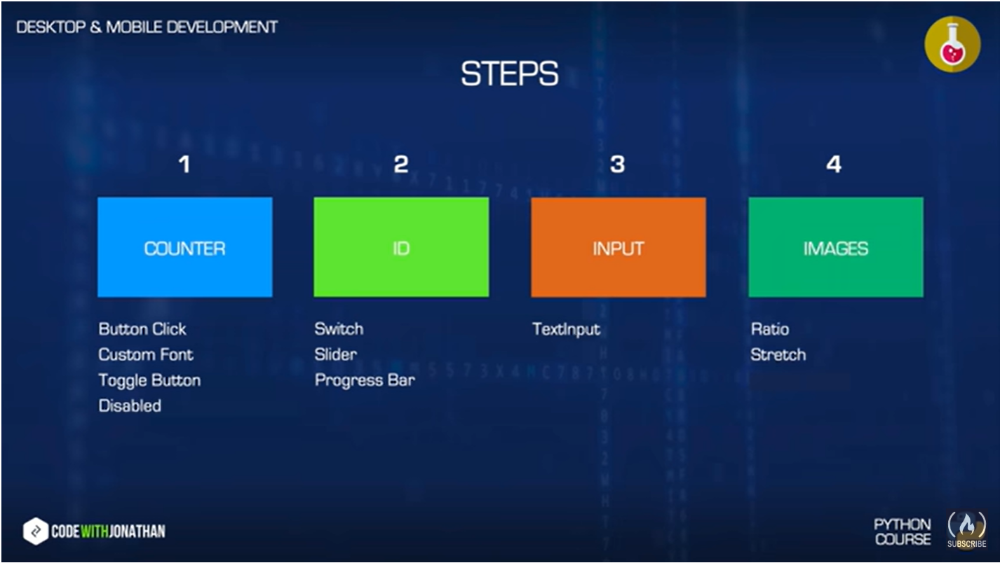 DESKTOP & MOBILE DEVELOPMENT
STEPS
1
COUNTER
Button Click
Custom Font
Toggle Button
Disabled
2
ID
Switch
Slider
Progress Bar
3
INPUT
TextInput
4
IMAGES
Ratio
Stretch
CODEWITHJONATHAN
PYTHON
COURSE
SUBSCRIBE